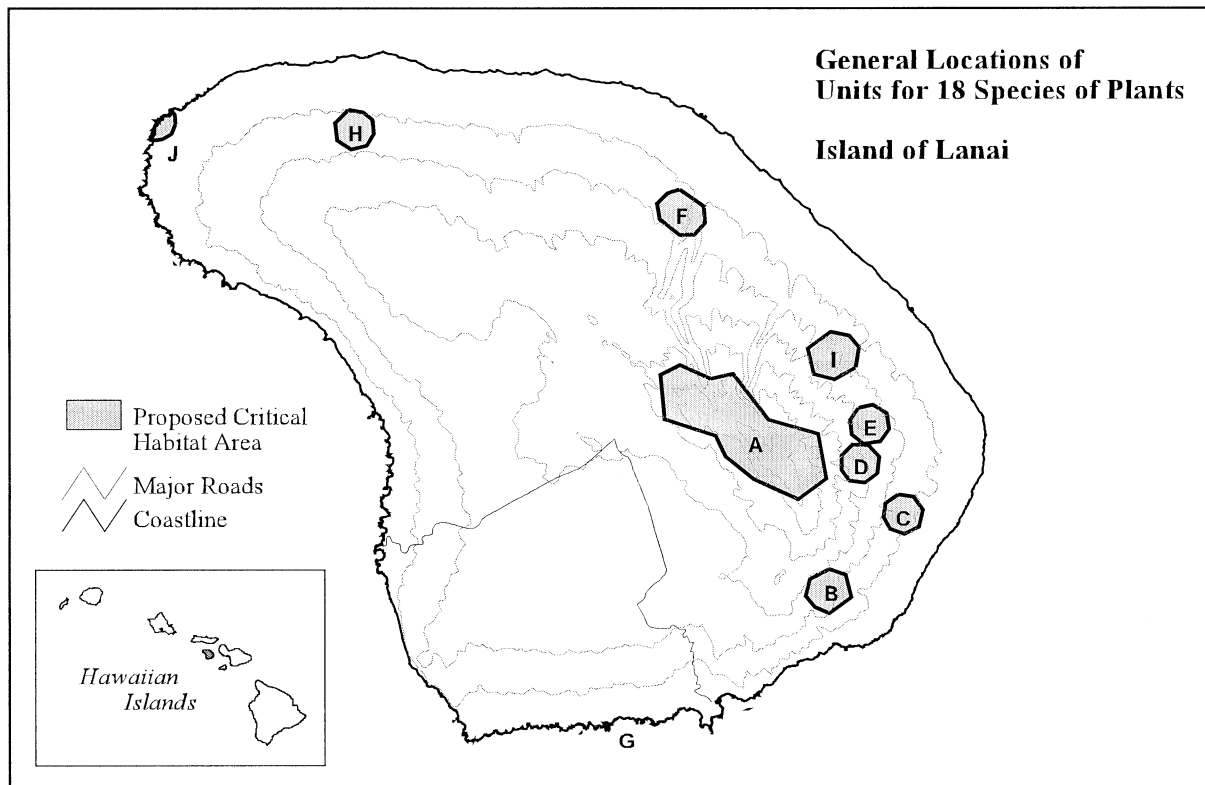 General Locations of
Units for 18 Species of Plants
Island of Lanai
J
H
F
I
E
A
D
C
B
G
Proposed Critical
Habitat Area
Major Roads
Coastline
Hawaiian
Islands